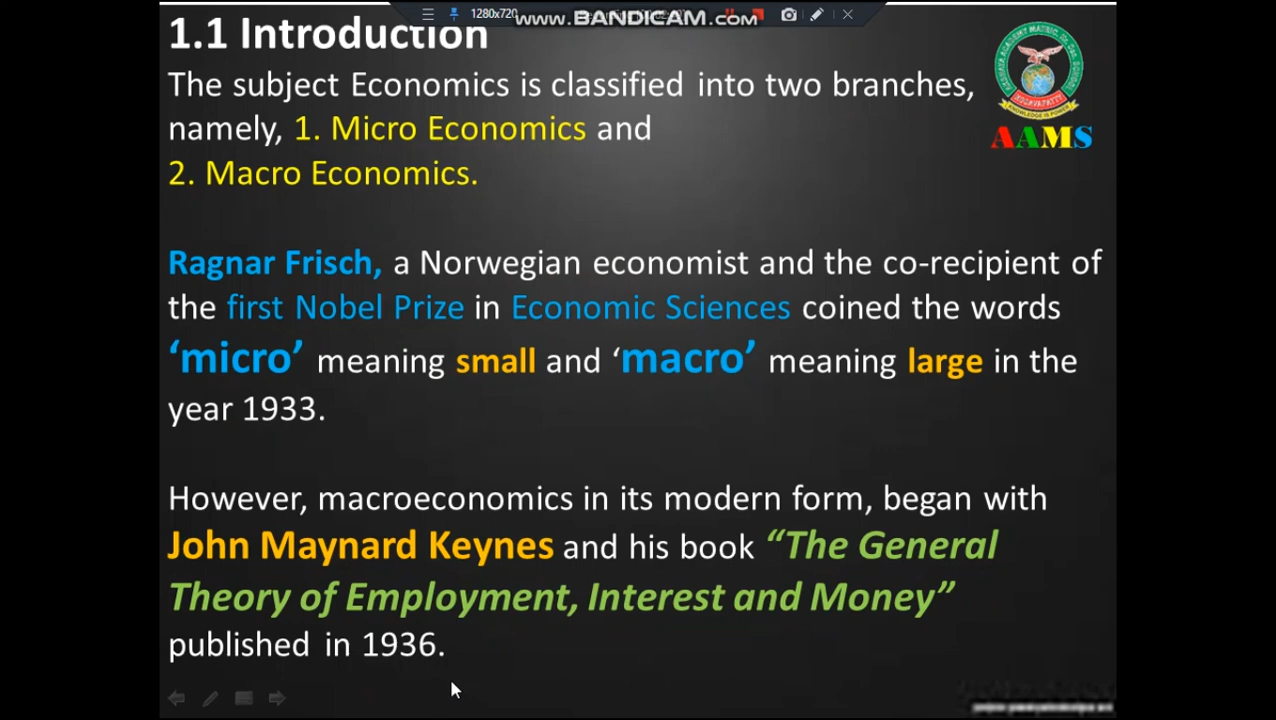 1280x720
www.BANDICAM.com
1.1 Introduction
The subject Economics is classified into two branches,
namely, 1. Micro Economics and
2. Macro Economics.
AAMS
Ragnar Frisch, a Norwegian economist and the co-recipient of
the first Nobel Prize in Economic Sciences coined the words
‘micro’ meaning small and ‘macro’ meaning large in the
year 1933.
However, macroeconomics in its modern form, began with
John Maynard Keynes and his book “The General
Theory of Employment, Interest and Money”
published in 1936.